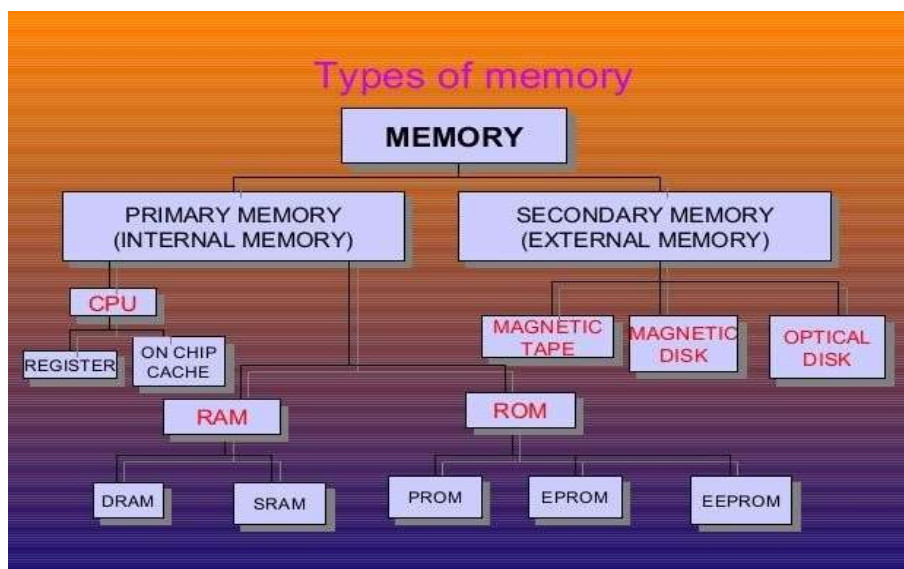 Types of memory
MEMORY
PRIMARY MEMORY
(INTERNAL MEMORY)
SECONDARY MEMORY
(EXTERNAL MEMORY)
CPU
REGISTER
ON CHIP
CACHE
MAGNETIC
TAPE
MAGNETIC
DISK
OPTICAL
DISK
RAM
ROM
DRAM
SRAM
PROM
EPROM
EEPROM